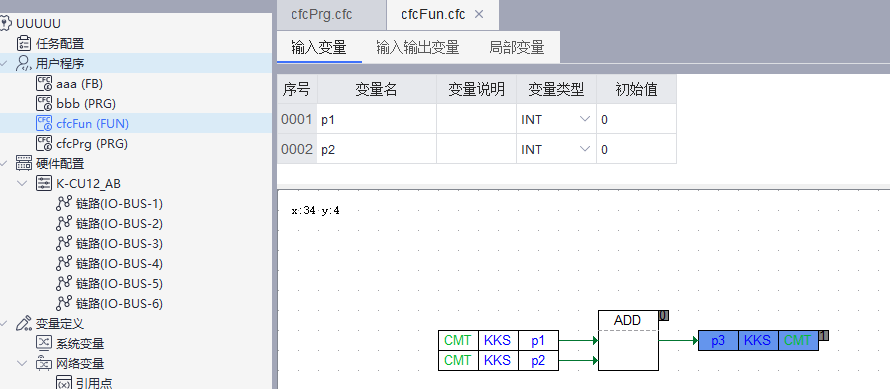 UUUUU
任务配置
用户程序
aaa (FB)
bbb (PRG)
cfcFun (FUN)
cfcPrg (PRG)
硬件配置
K-CU12_AB
链路(IO-BUS-1)
链路(IO-BUS-2)
链路(IO-BUS-3)
链路(IO-BUS-4)
链路(IO-BUS-5)
链路(IO-BUS-6)
变量定义
系统变量
网络变量
引用点
cfcPrg.cfc cfcFun.cfc ×
输入变量 输入输出变量 局部变量
序号 变量名 变量说明 变量类型 初始值
0001 p1 INT 0
0002 p2 INT 0
x:34 y:4
ADD 0
CMT KKS p1
CMT KKS p2
p3 KKS CMT 1